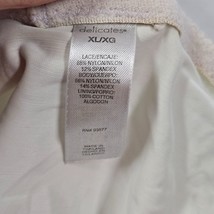 delicates
XL/XG
LACE/ENCAJE:
88% NYLON/NILON
12% SPANDEX
BODY/CUERPO:
86% NYLON/NILON
14% SPANDEX
LINING/FORRO:
100% COTTON
ALGODON
RN#